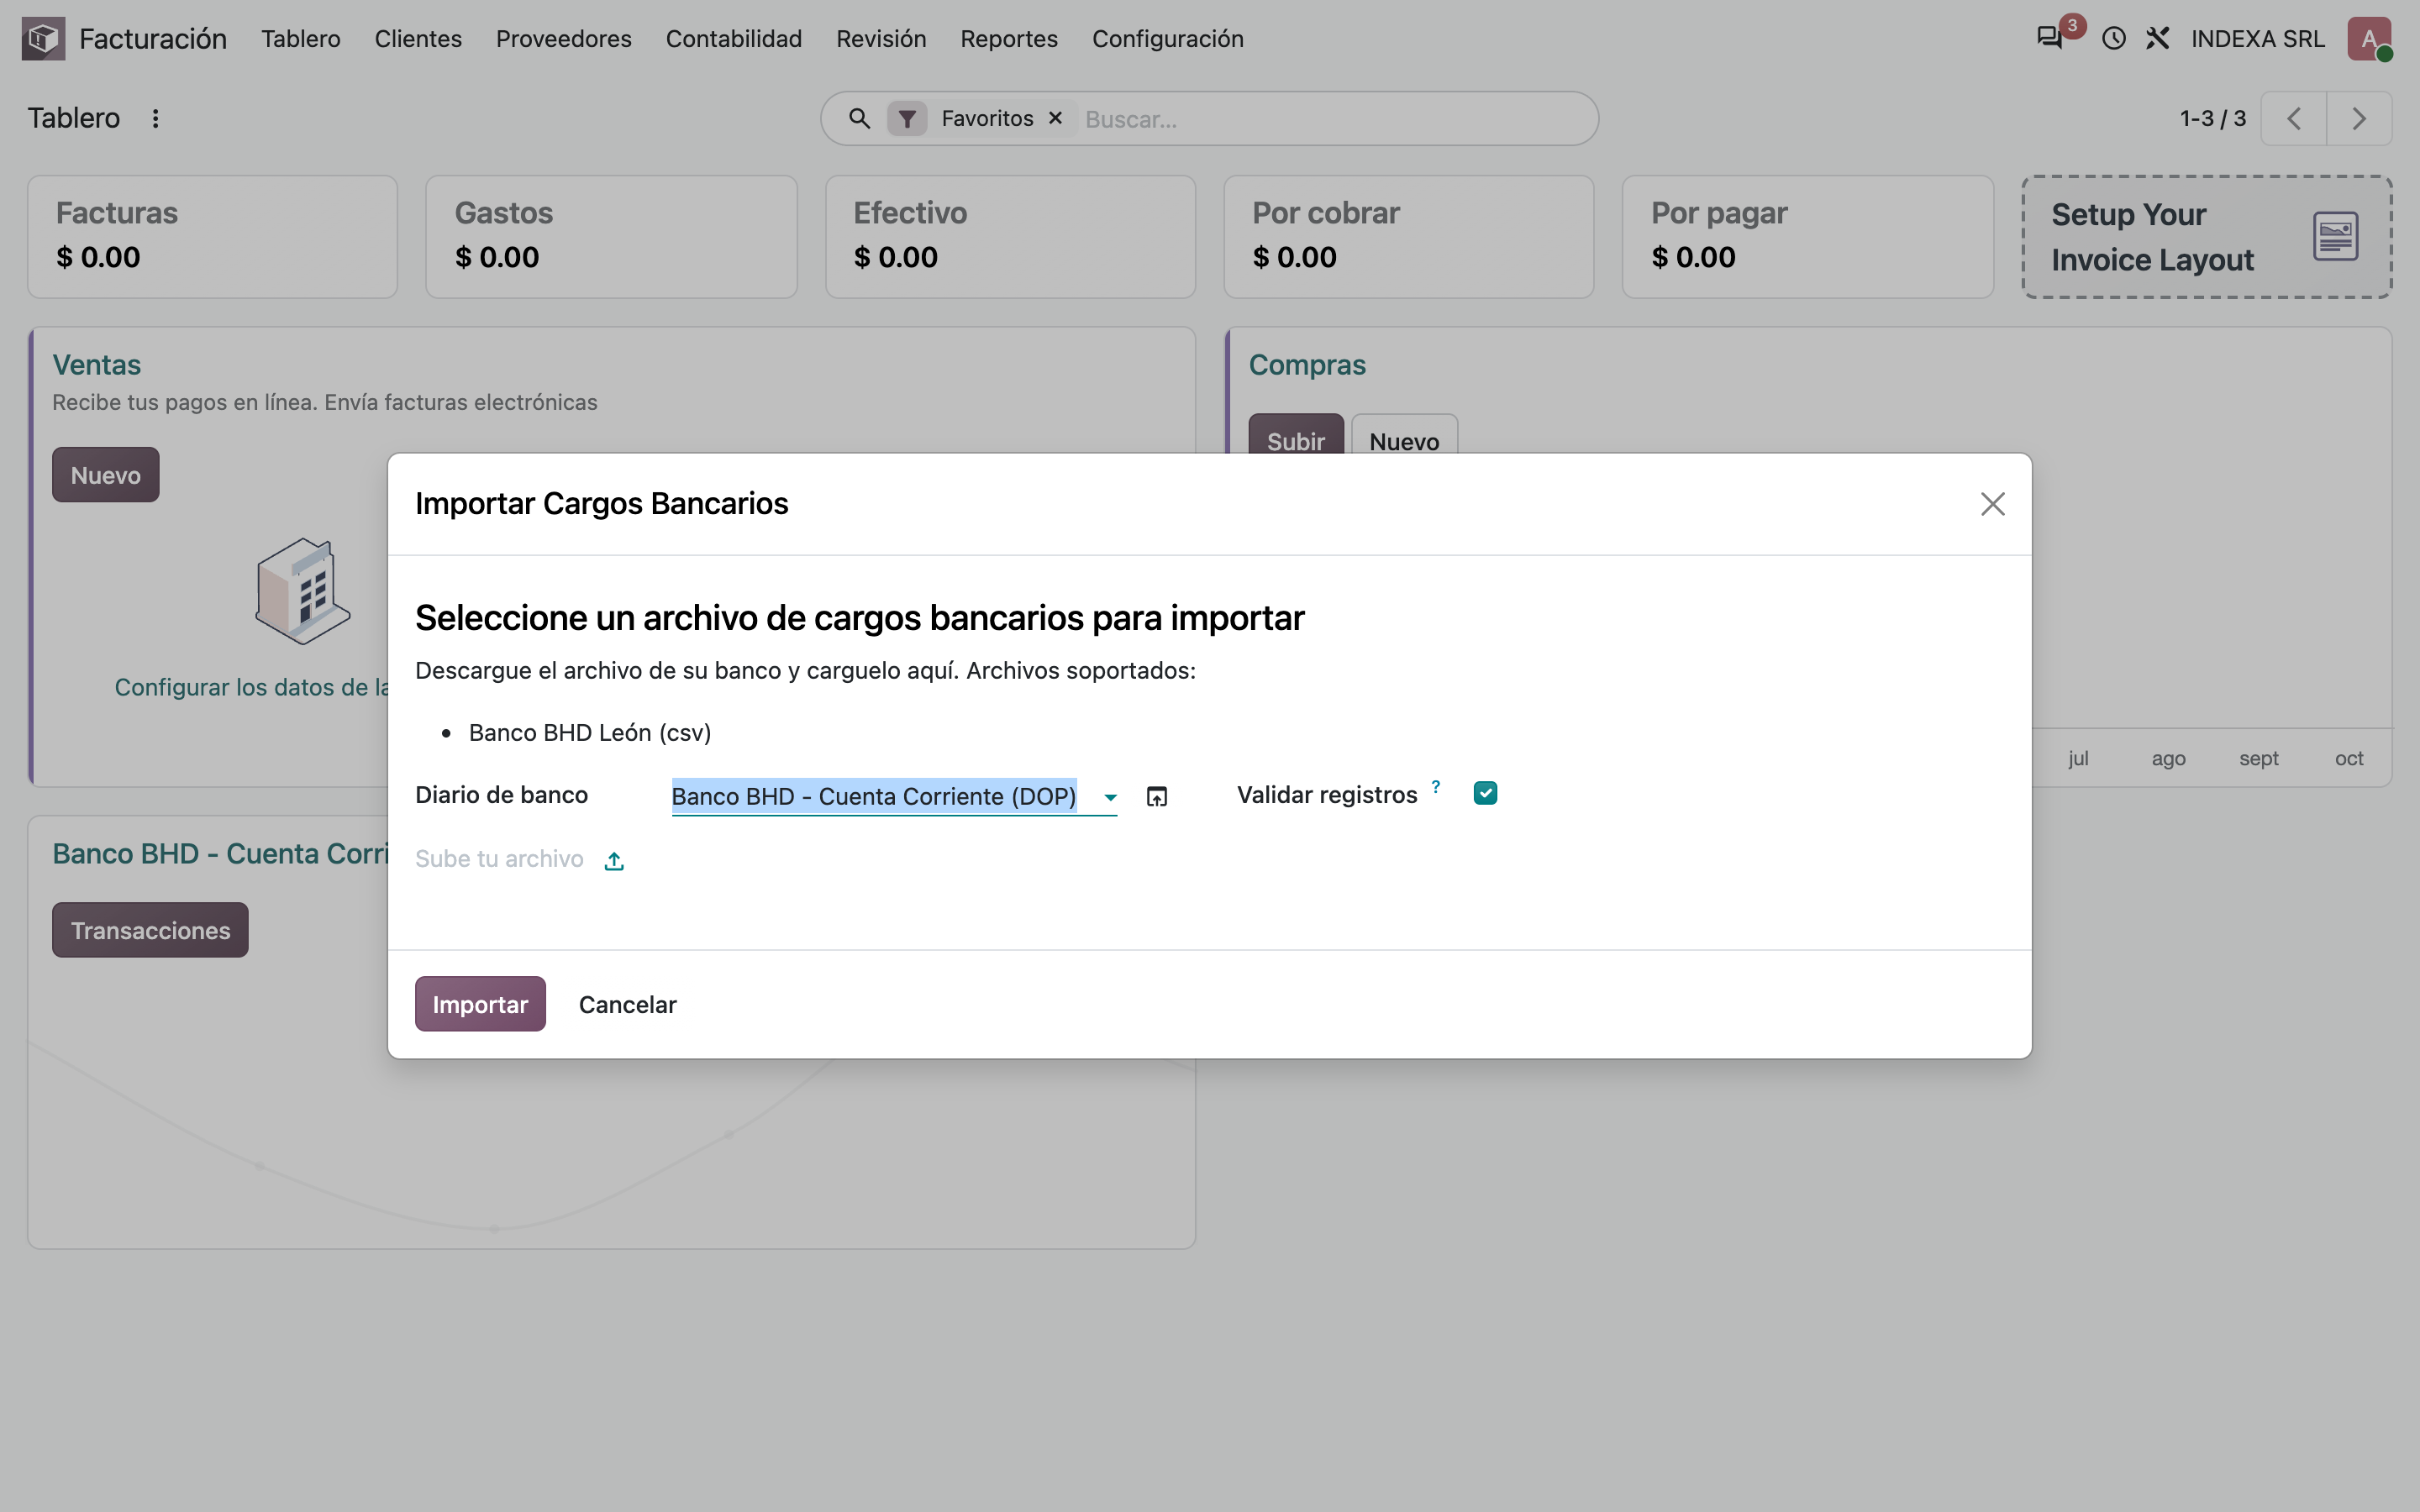 Facturación Tablero Clientes Proveedores Contabilidad Revisión Reportes Configuración 3 INDEXA SRL A
Tablero Favoritos Buscar... 1-3 / 3
Facturas Gastos Efectivo Por cobrar Por pagar Setup Your
$ 0.00 $ 0.00 $ 0.00 $ 0.00 $ 0.00 Invoice Layout
Ventas Compras
Recibe tus pagos en línea. Envía facturas electrónicas
Subir Nuevo
Nuevo
Importar Cargos Bancarios
Seleccione un archivo de cargos bancarios para importar
Descargue el archivo de su banco y carguelo aquí. Archivos soportados:
Configurar los datos de la
• Banco BHD León (csv)
jul ago sept oct
Diario de banco Banco BHD - Cuenta Corriente (DOP) Validar registros ?
Banco BHD - Cuenta Corri
Sube tu archivo
Transacciones
Importar Cancelar